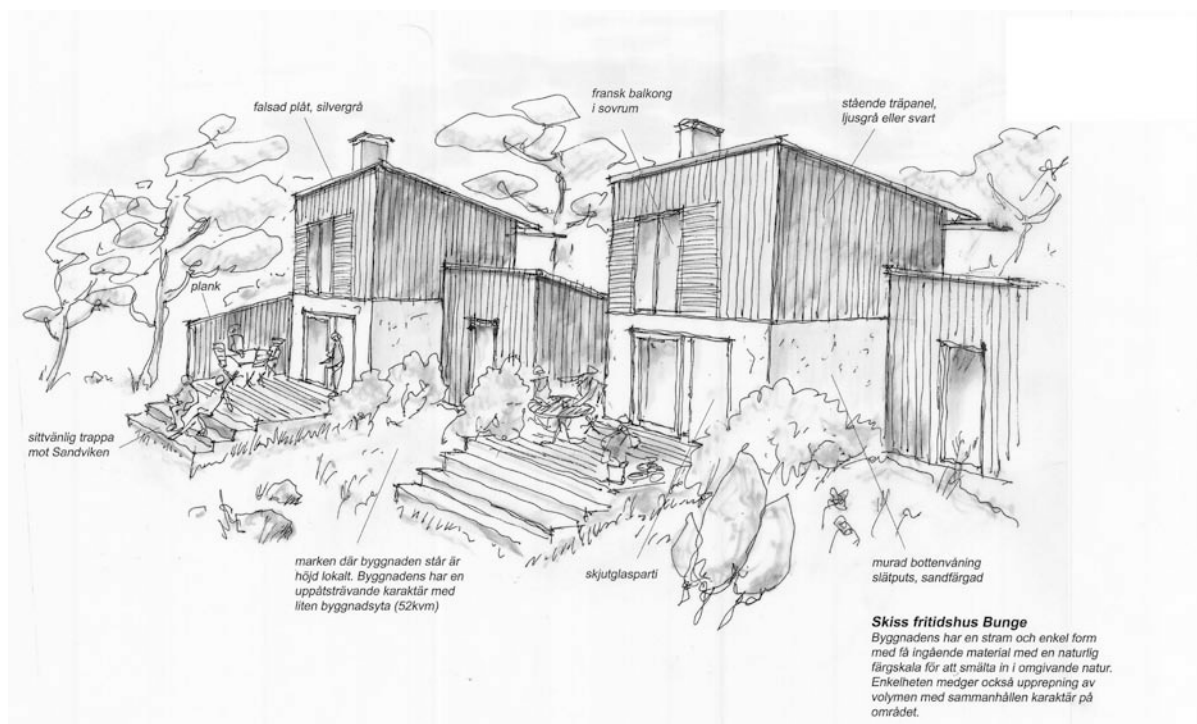 falsad plåt, silvergrå
fransk balkong
i sovrum
stående träpanel,
ljusgrå eller svart
plank
sittvänlig trappa
mot Sandviken
marken där byggnaden står är
höjd lokalt. Byggnadens har en
uppåtsträvande karaktär med
liten byggnadsyta (52kvm)
skjutglasparti
murad bottenvåning
slätputs, sandfärgad
Skiss fritidshus Bunge
Byggnadens har en stram och enkel form
med få ingående material med en naturlig
färgskala för att smälta in i omgivande natur.
Enkelheten medger också upprepning av
volymen med sammanhållen karaktär på
området.